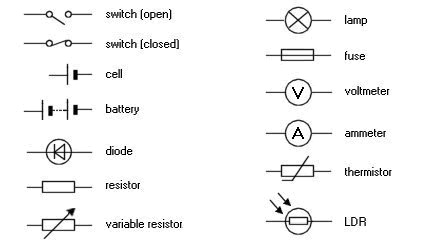 switch (open)
switch (closed)
cell
battery
diode
resistor
variable resistor
lamp
fuse
V
voltmeter
A
ammeter
thermistor
LDR